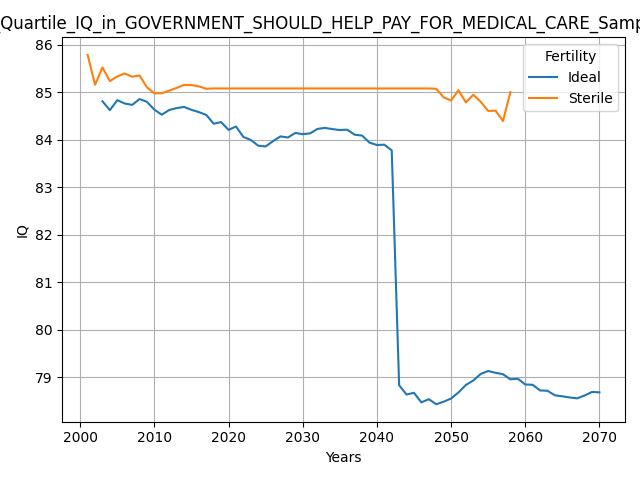 _Quartile_IQ_in_GOVERNMENT_SHOULD_HELP_PAY_FOR_MEDICAL_CARE_Samp
Fertility
Ideal
Sterile
IQ
86
85
84
83
82
81
80
79
2000 2010 2020 2030 2040 2050 2060 2070
Years